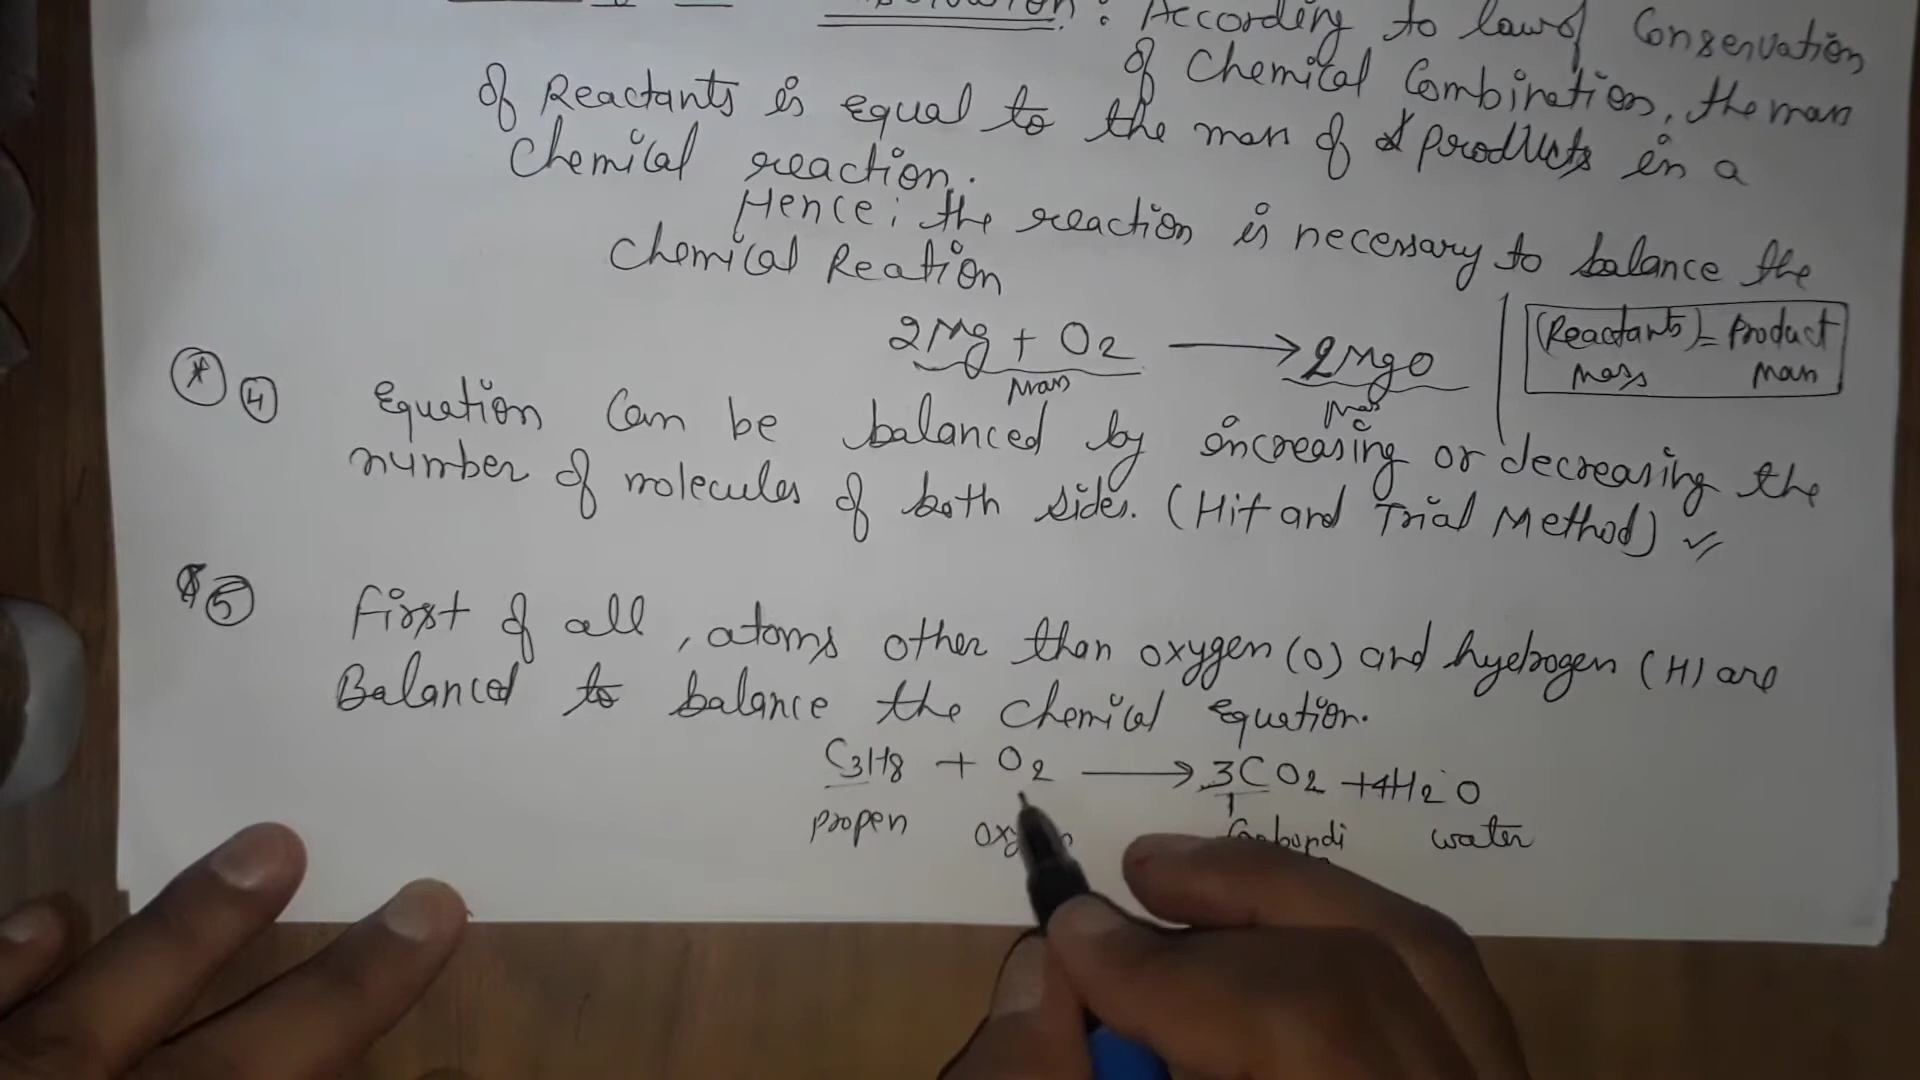 : According to law of Conservation
of Chemical Combination, the mass
of Reactants is equal to the mass of products in a
Chemical reaction.
Hence; the reaction is necessary to balance the
Chemical Reation
2Mg + O2 → 2MgO
Mass
Mass
(Reactants) = Product
Mass Mass
* 4 Equation Can be balanced by increasing or decreasing the
number of molecules of both sides. (Hit and Trial Method) ✓
5 First of all, atoms other than oxygen (O) and hydrogen (H) are
Balanced to balance the Chemical Equation.
C3H8 + O2 → 3CO2 + 4H2O
propen
water